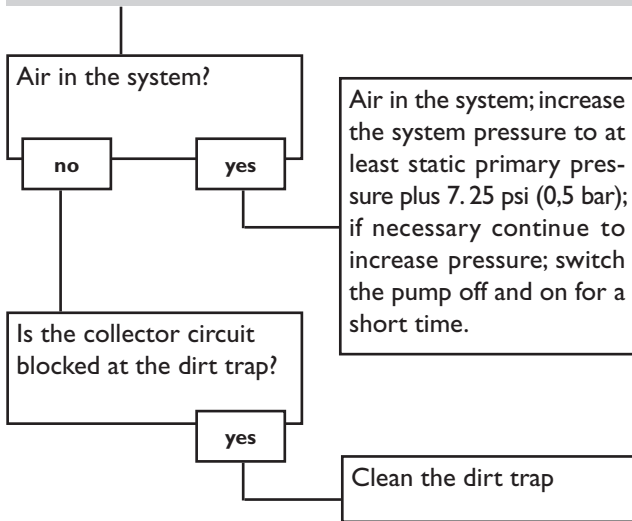 Air in the system?
no
yes
Air in the system; increase
the system pressure to at
least static primary pres-
sure plus 7. 25 psi (0,5 bar);
if necessary continue to
increase pressure; switch
the pump off and on for a
short time.
Is the collector circuit
blocked at the dirt trap?
yes
Clean the dirt trap